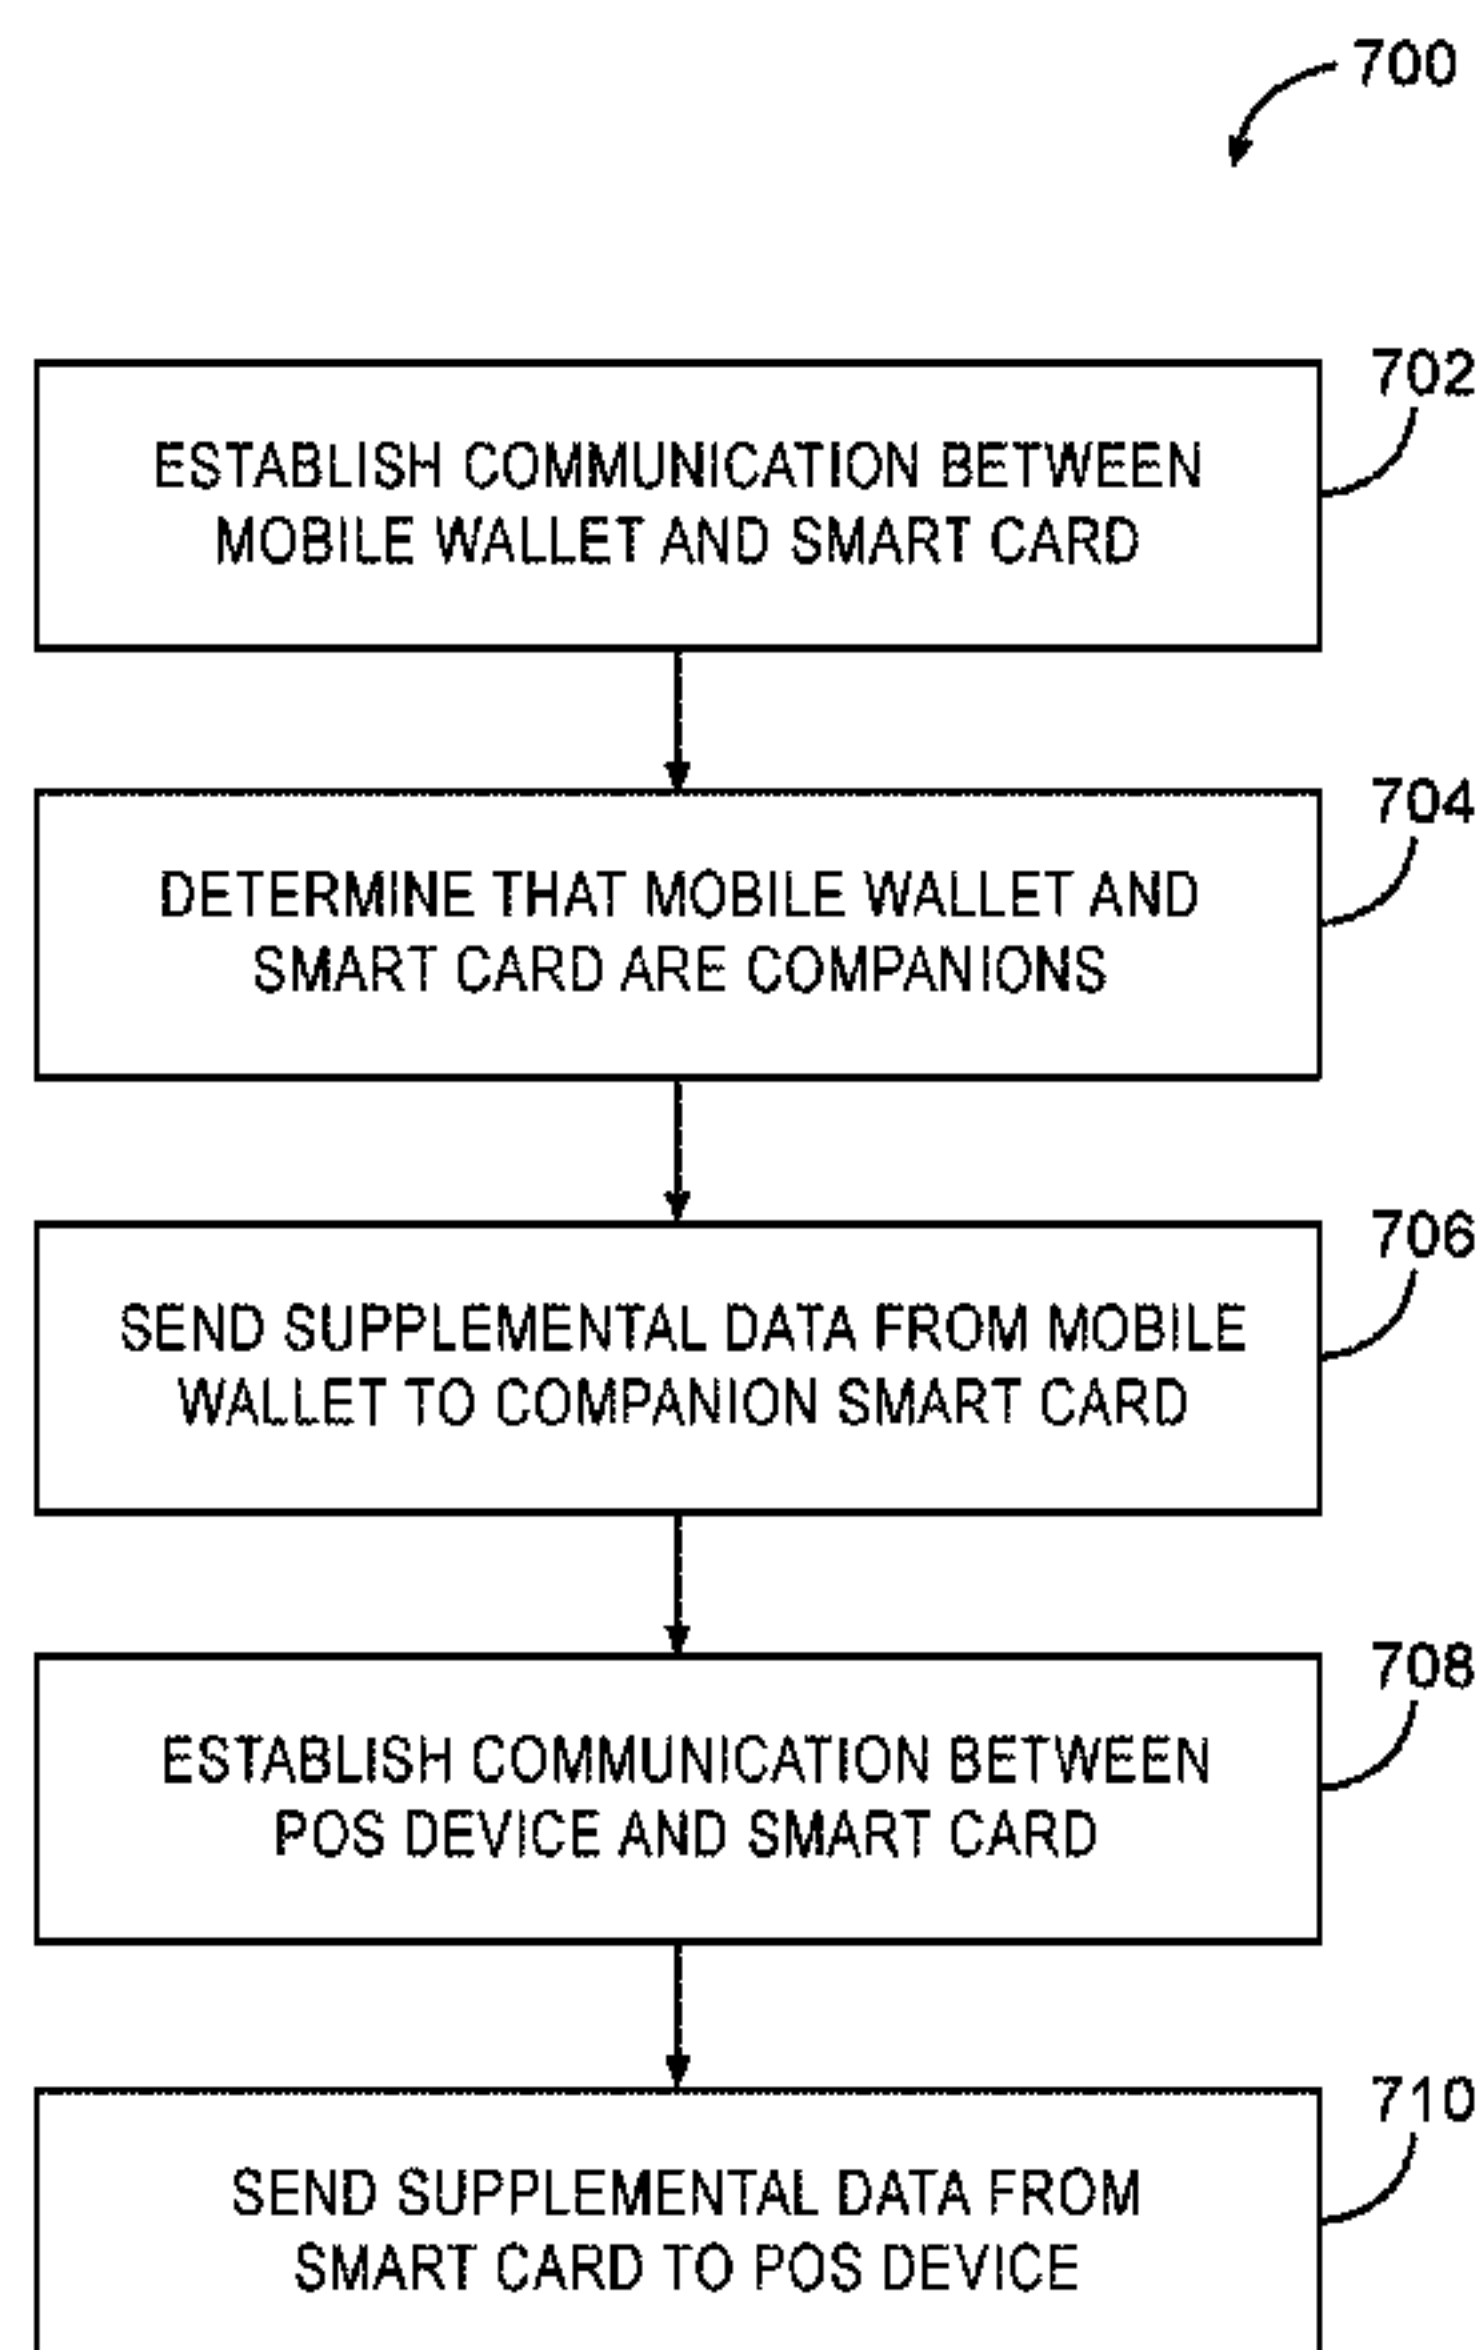 700
702
ESTABLISH COMMUNICATION BETWEEN
MOBILE WALLET AND SMART CARD
704
DETERMINE THAT MOBILE WALLET AND
SMART CARD ARE COMPANIONS
706
SEND SUPPLEMENTAL DATA FROM MOBILE
WALLET TO COMPANION SMART CARD
708
ESTABLISH COMMUNICATION BETWEEN
POS DEVICE AND SMART CARD
710
SEND SUPPLEMENTAL DATA FROM
SMART CARD TO POS DEVICE